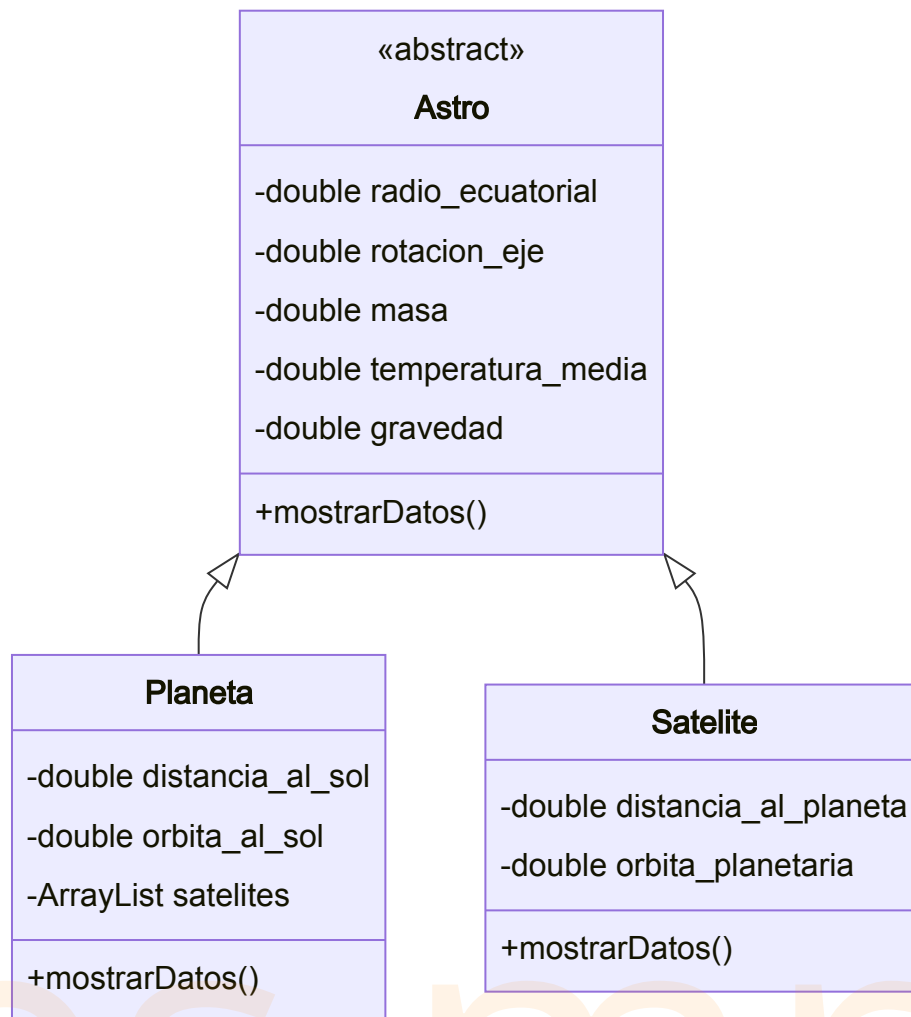 «abstract»
Astro
-double radio_ecuatorial
-double rotacion_eje
-double masa
-double temperatura_media
-double gravedad
+mostrarDatos()
Planeta
-double distancia_al_sol
-double orbita_al_sol
-ArrayList satelites
+mostrarDatos()
Satelite
-double distancia_al_planeta
-double orbita_planetaria
+mostrarDatos()